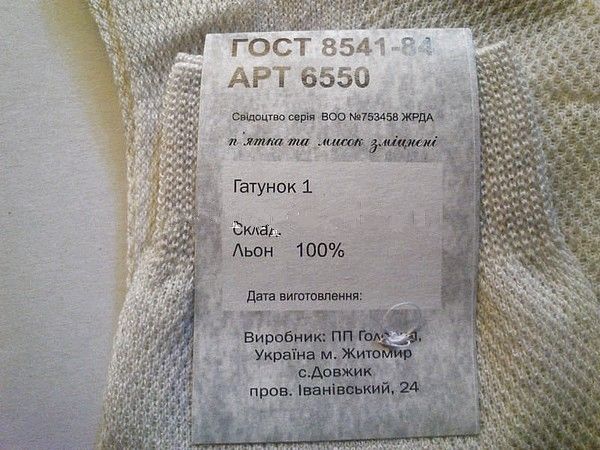 ГОСТ 8541-84
АРТ 6550
Свідоцтво серія ВОО №753458 ЖРДА
п'ятка та мисок зміцнені
Гатунок 1
Склад.
Льон 100%
Дата виготовлення:
Виробник: ПП
Україна м. Житомир
с.Довжик
пров. Іванівський, 24